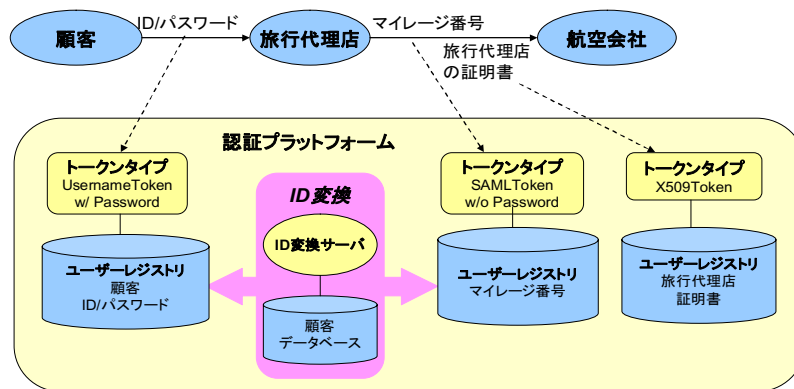 ID/パスワード
マイレージ番号
顧客
旅行代理店
航空会社
旅行代理店
の証明書
認証プラットフォーム
トークンタイプ
UsernameToken
w/ Password
トークンタイプ
SAMLToken
w/o Password
トークンタイプ
X509Token
ID変換
ID変換サーバ
ユーザーレジストリ
顧客
ID/パスワード
ユーザーレジストリ
マイレージ番号
ユーザーレジストリ
旅行代理店
証明書
顧客
データベース